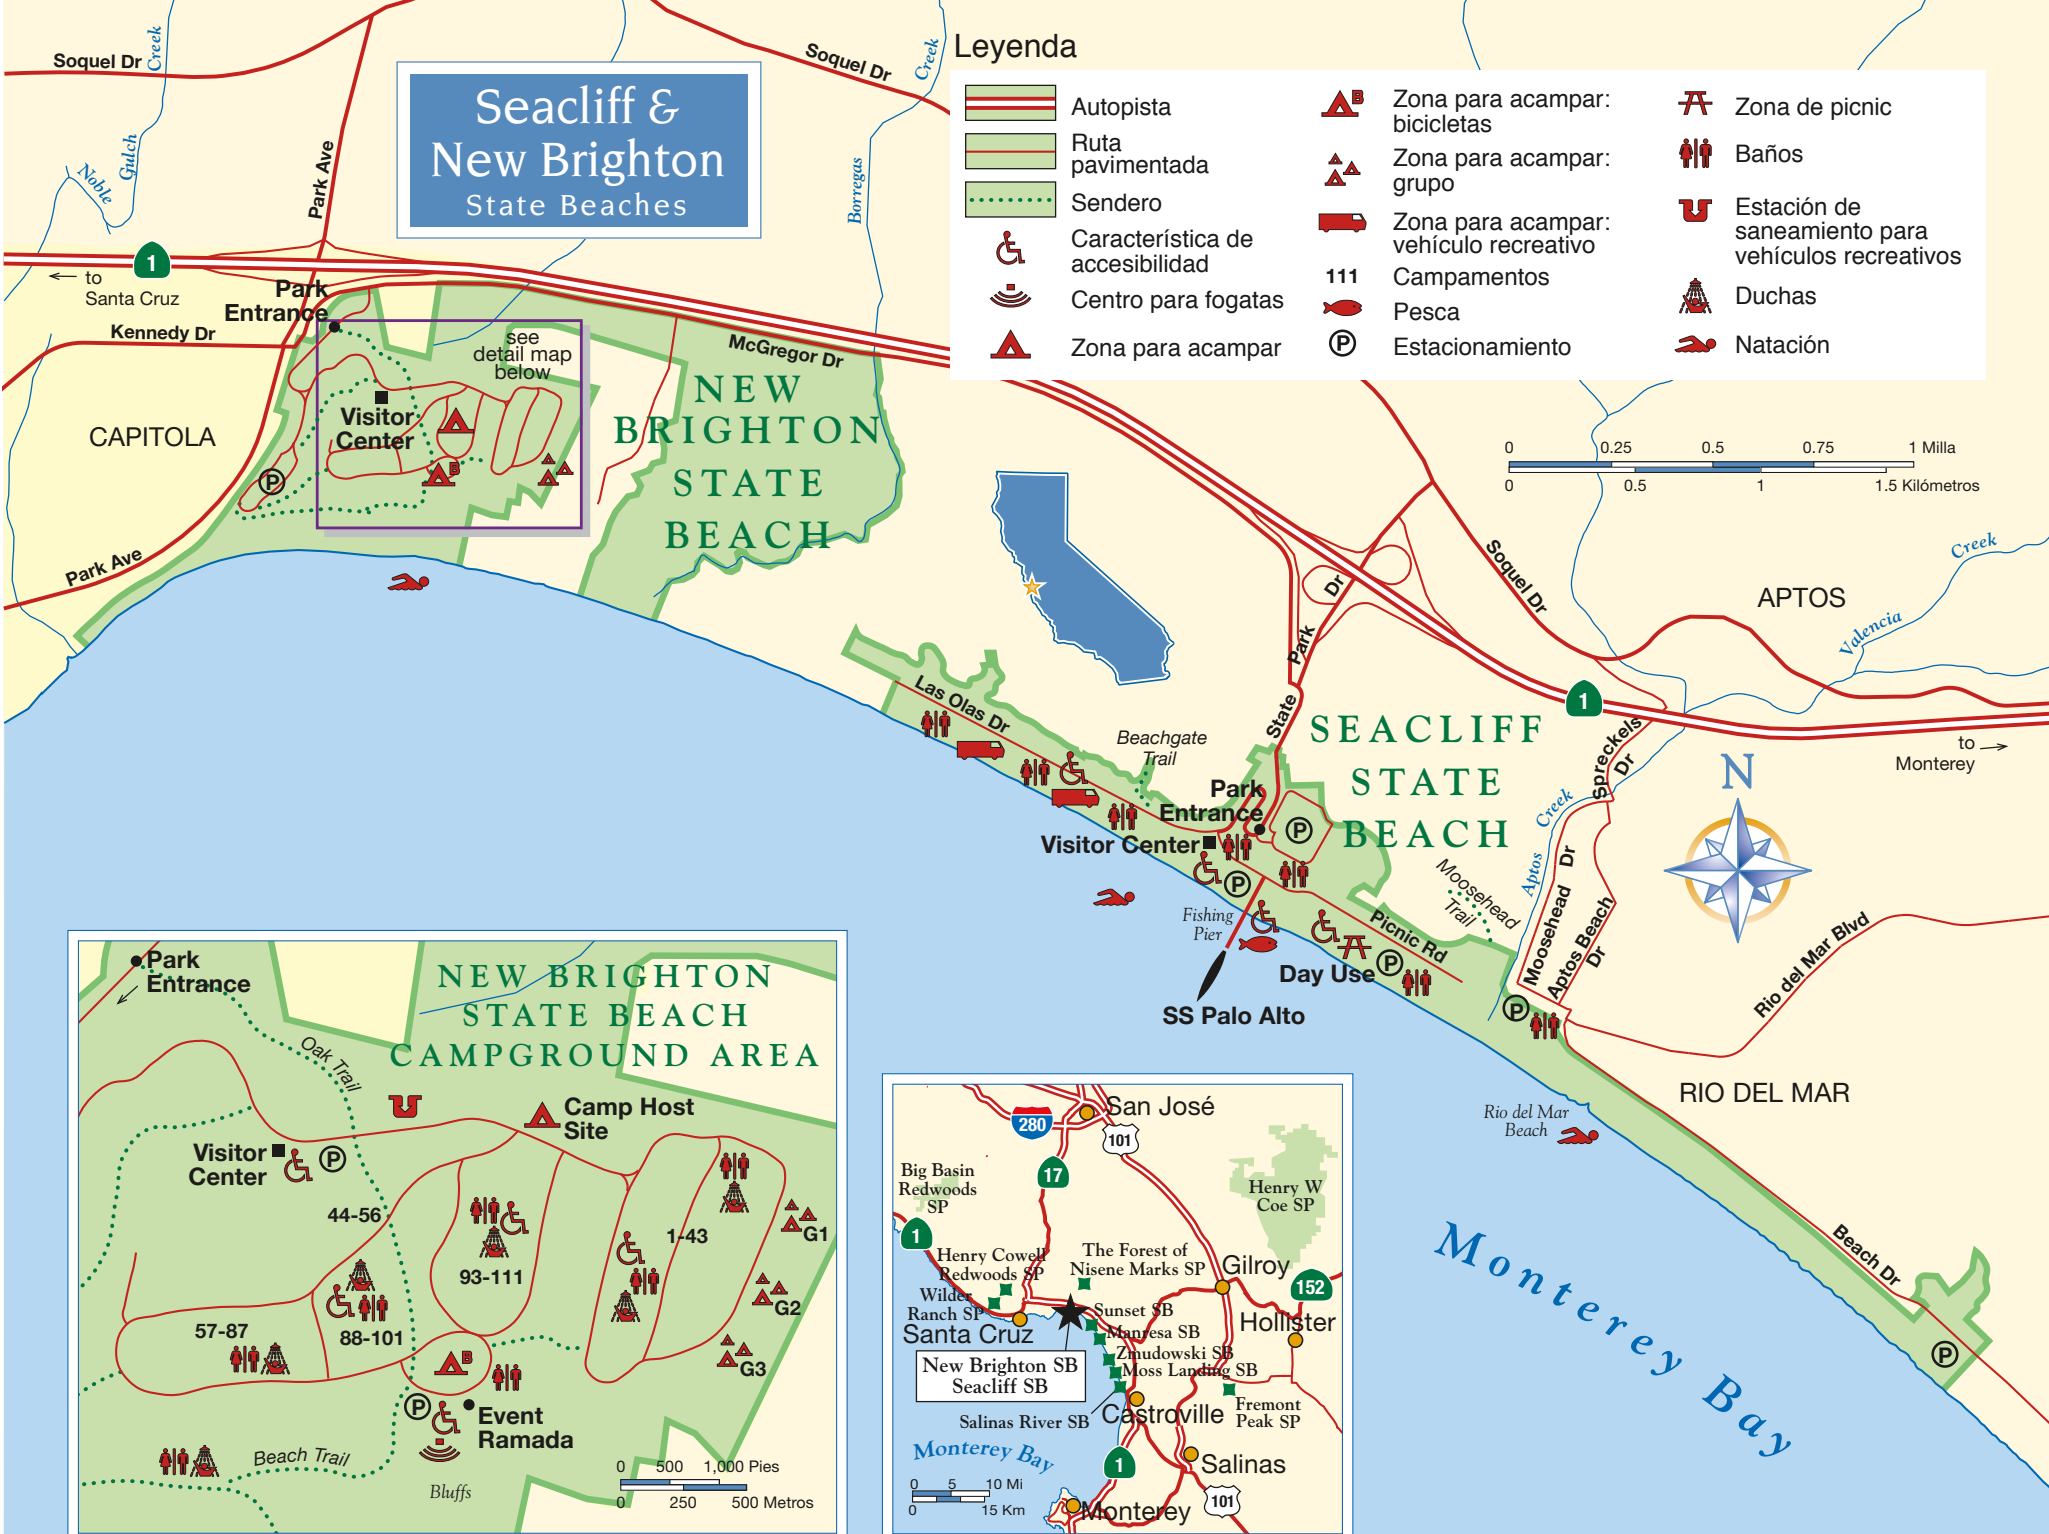 Soquel Dr
Creek
Noble
Gulch
Park Ave
Seacliff &
New Brighton
State Beaches
Soquel Dr
Creek
Borregas
Leyenda
Autopista
Ruta
pavimentada
Sendero
Característica de
accesibilidad
Centro para fogatas
Zona para acampar
B
Zona para acampar:
bicicletas
Zona para acampar:
grupo
Zona para acampar:
vehículo recreativo
111
Campamentos
Pesca
P
Estacionamiento
Zona de picnic
Baños
Estación de
saneamiento para
vehículos recreativos
Duchas
Natación
1
to
Santa Cruz
Park
Entrance
Kennedy Dr
see
detail map
below
McGregor Dr
CAPITOLA
Visitor
Center
B
P
Park Ave
NEW
BRIGHTON
STATE
BEACH
0 0.25 0.5 0.75 1 Milla
0 0.5 1 1.5 Kilómetros
Soquel Dr
APTOS
Creek
Valencia
State Park Dr
1
to
Monterey
Spreckels
Dr
N
Las Olas Dr
Beachgate
Trail
Park
Entrance
Visitor Center
P
P
SEACLIFF
STATE
BEACH
Moosehead
Trail
Aptos Creek
Moosehead Dr
Aptos Beach
Dr
Rio del Mar Blvd
Fishing
Pier
Picnic Rd
Day Use
P
SS Palo Alto
P
RIO DEL MAR
Rio del Mar
Beach
Beach Dr
P
Monterey Bay
Park
Entrance
NEW BRIGHTON
STATE BEACH
CAMPGROUND AREA
Oak Trail
Camp Host
Site
Visitor
Center
P
44-56
93-111
1-43
G1
G2
G3
57-87
88-101
B
P
Event
Ramada
Beach Trail
Bluffs
0 500 1,000 Pies
0 250 500 Metros
San José
280
101
17
Big Basin
Redwoods
SP
Henry W
Coe SP
1
Henry Cowell
Redwoods SP
The Forest of
Nisene Marks SP
Gilroy
152
Wilder
Ranch SP
Sunset SB
Santa Cruz
Manresa SB
Hollister
Zmudowski SB
Moss Landing SB
New Brighton SB
Seacliff SB
Salinas River SB
Castroville
Fremont
Peak SP
Monterey Bay
1
Salinas
0 5 10 Mi
0 15 Km
101
Monterey